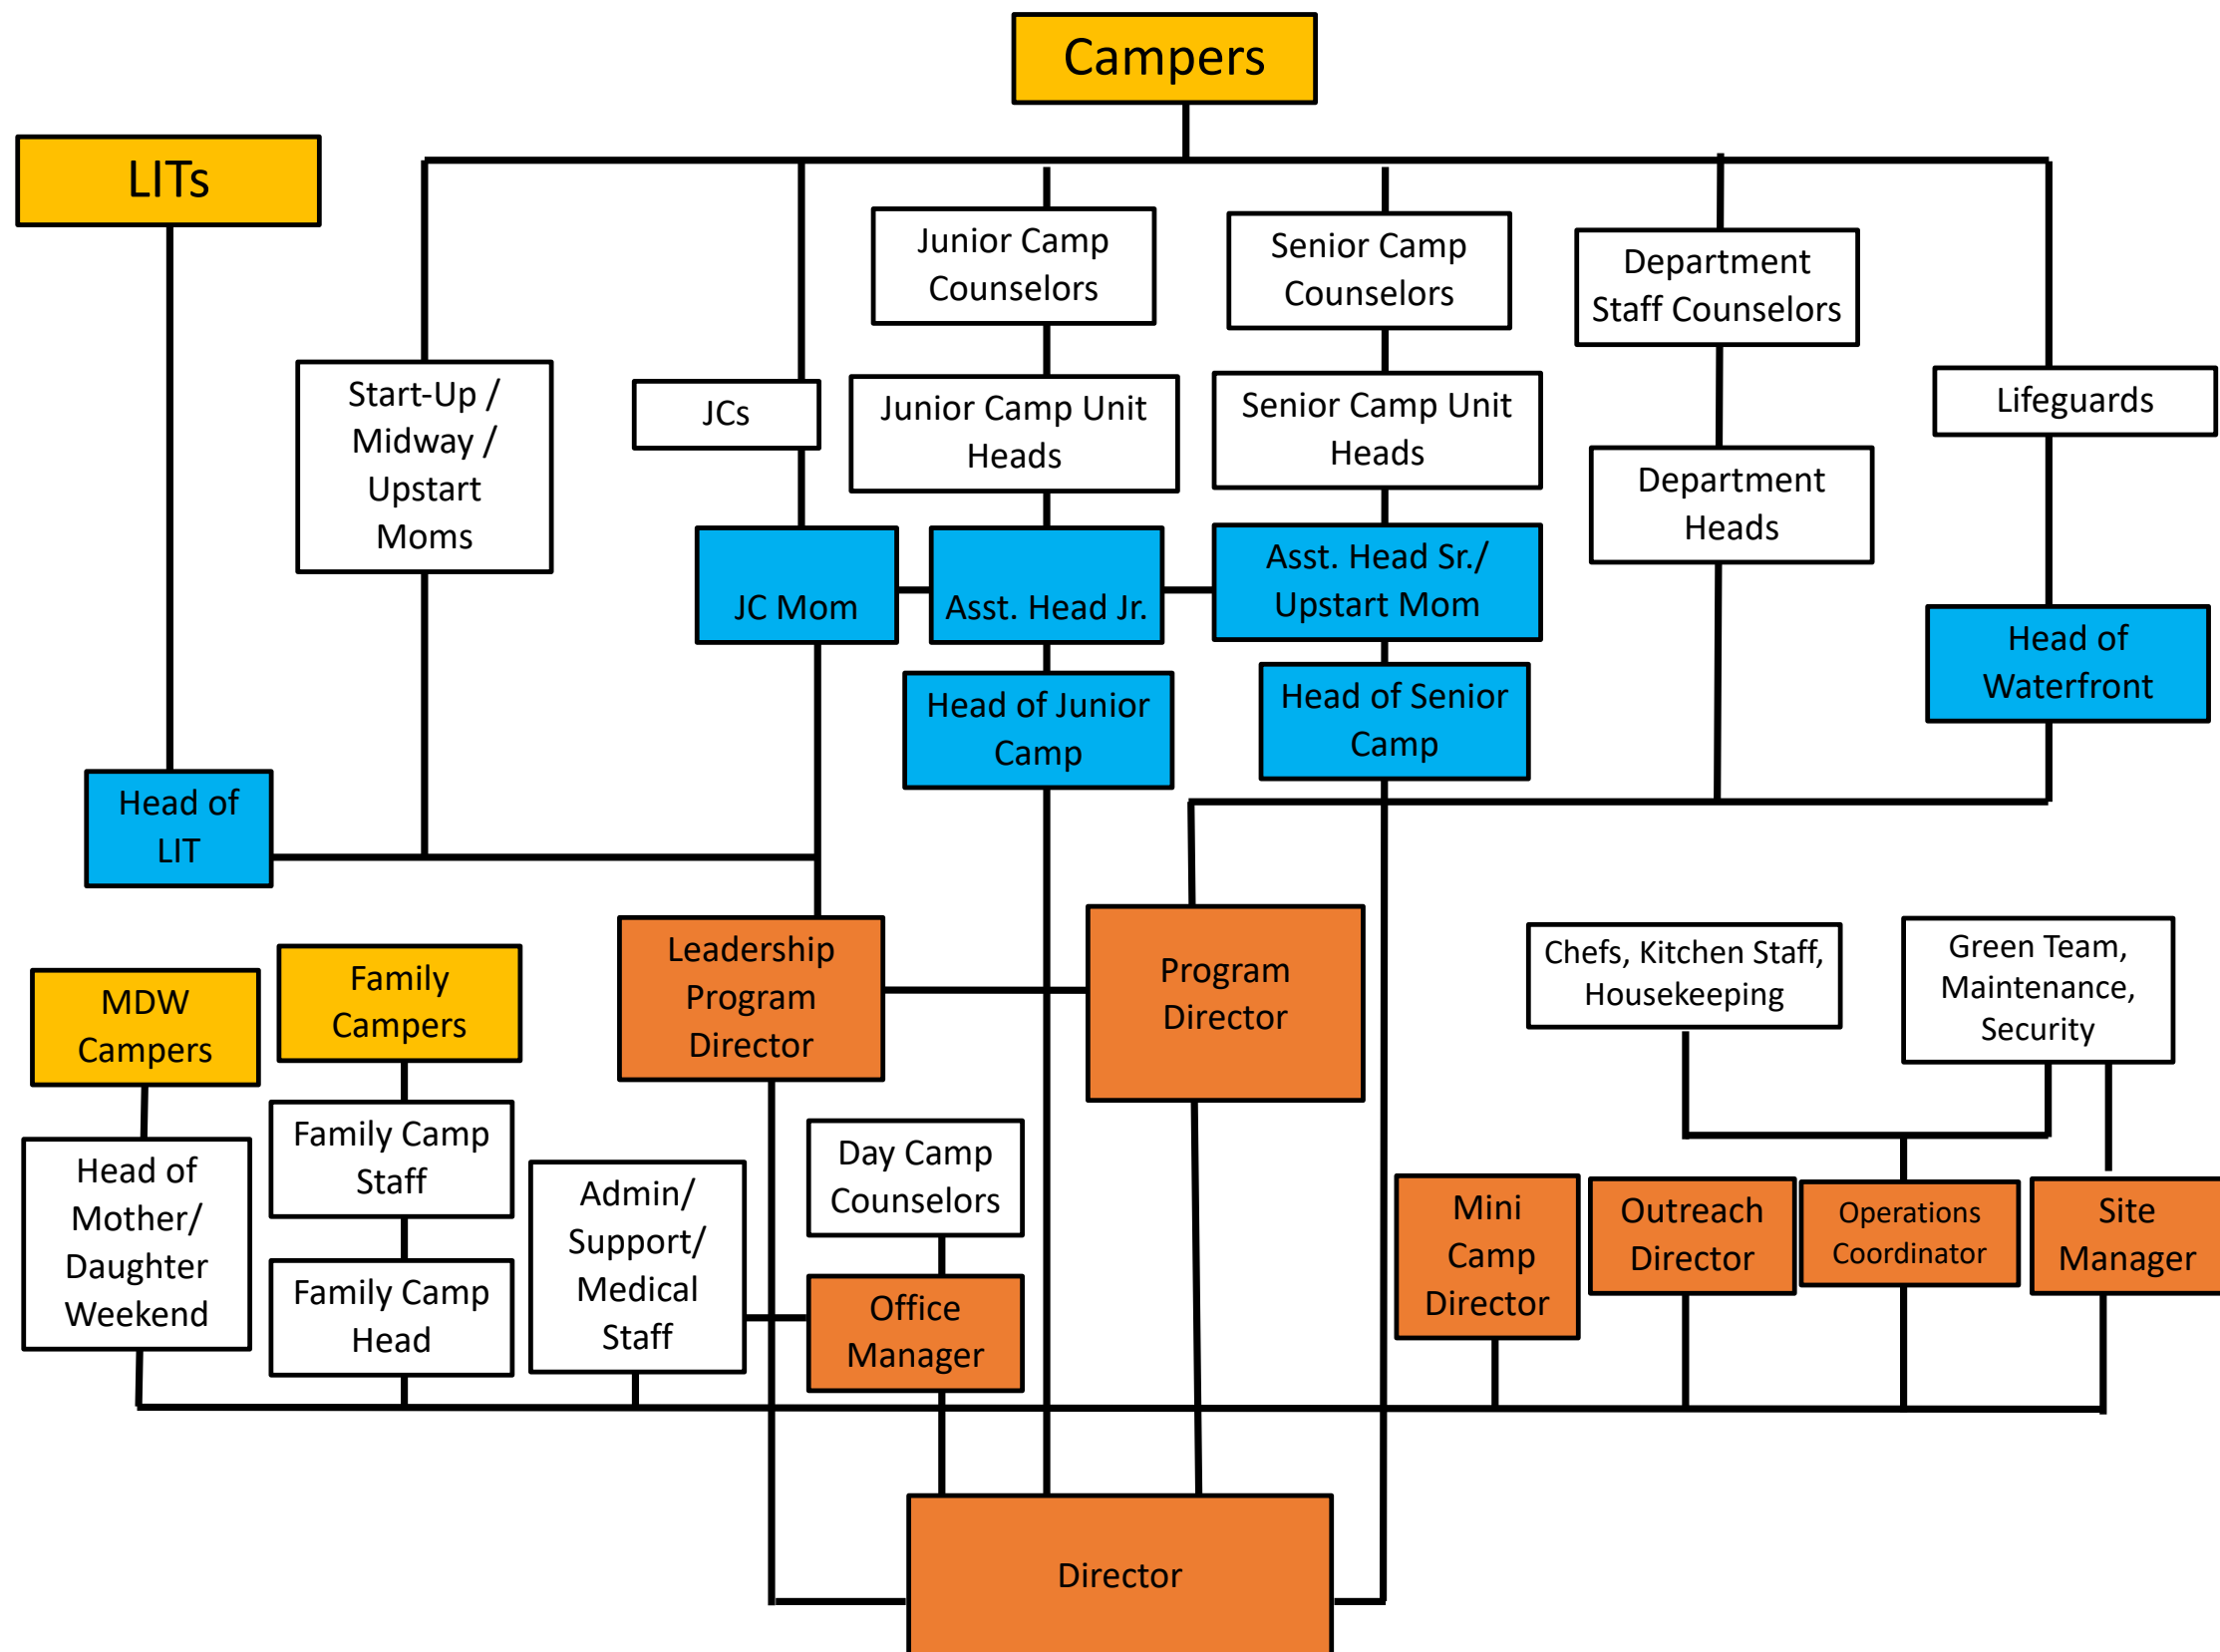 Campers
LITs
Junior Camp
Counselors
Senior Camp
Counselors
Department
Staff Counselors
Start-Up /
Midway /
Upstart
Moms
JCs
Junior Camp Unit
Heads
Senior Camp Unit
Heads
Lifeguards
Department
Heads
JC Mom
Asst. Head Jr.
Asst. Head Sr./
Upstart Mom
Head of
Waterfront
Head of Junior
Camp
Head of Senior
Camp
Head of
LIT
Leadership
Program
Director
Program
Director
Chefs, Kitchen Staff,
Housekeeping
Green Team,
Maintenance,
Security
MDW
Campers
Family
Campers
Family Camp
Staff
Head of
Mother/
Daughter
Weekend
Family Camp
Head
Admin/
Support/
Medical
Staff
Day Camp
Counselors
Office
Manager
Mini
Camp
Director
Outreach
Director
Operations
Coordinator
Site
Manager
Director